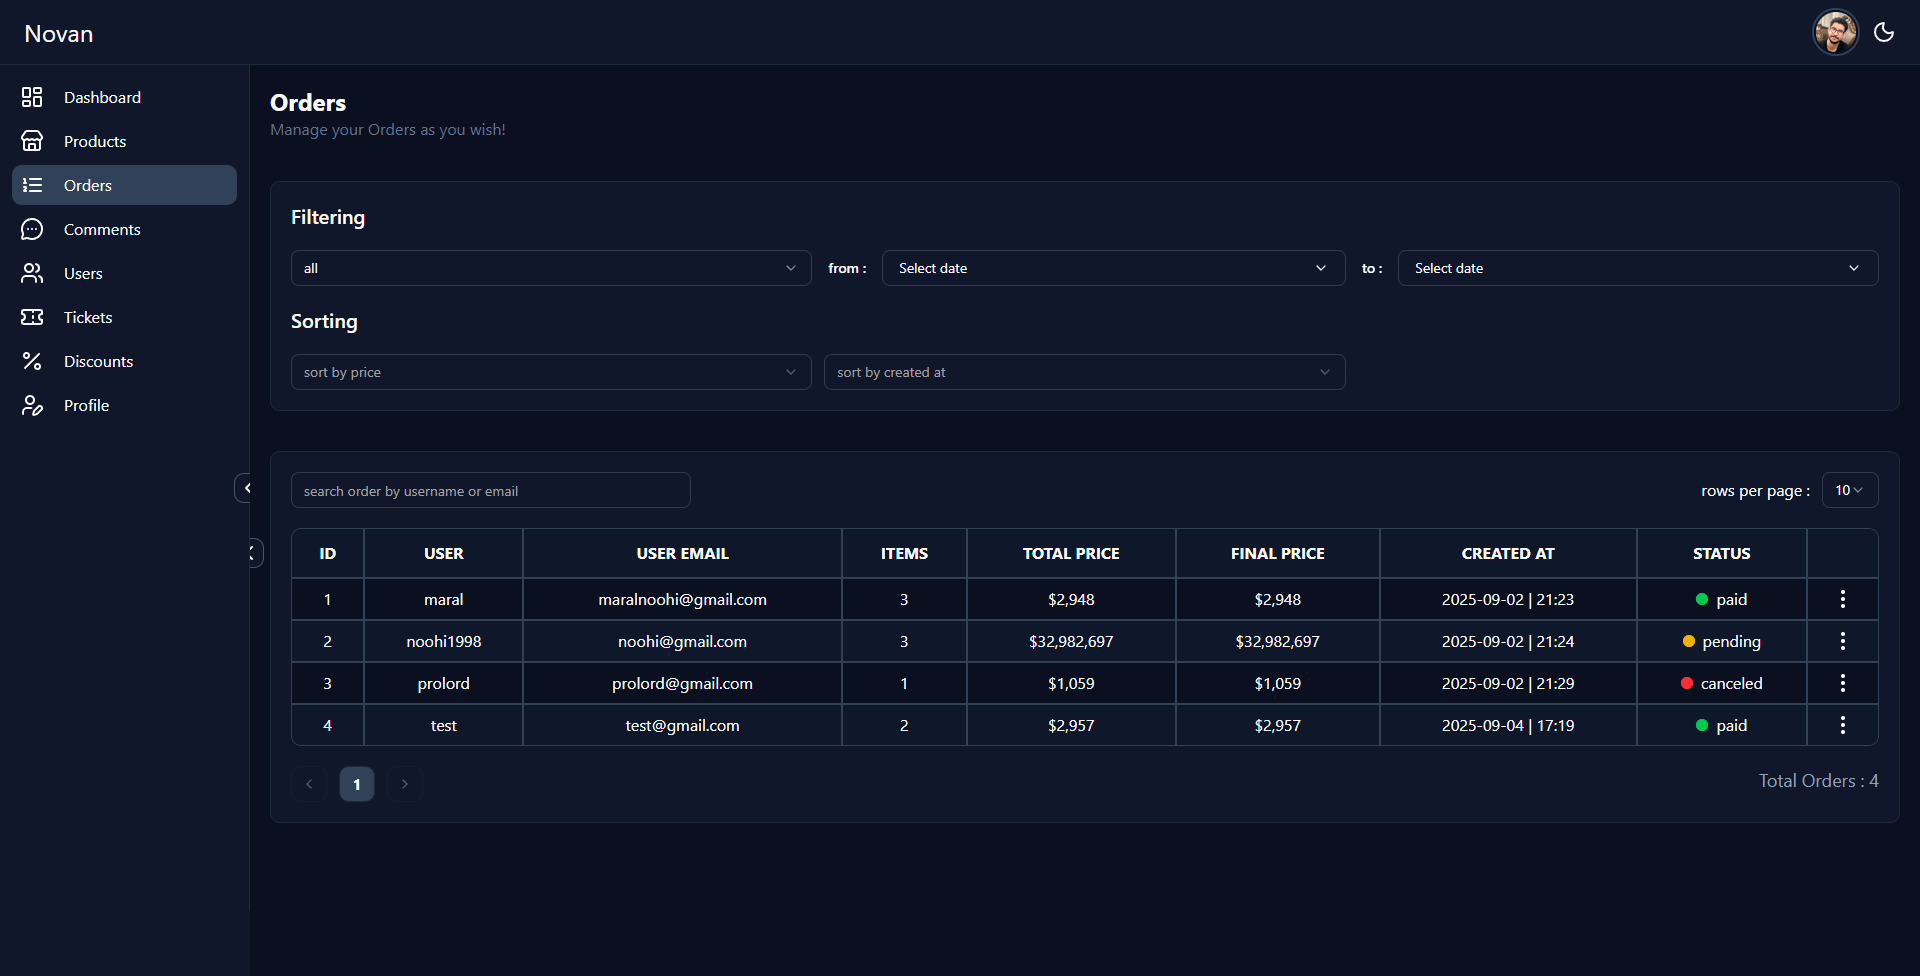 Novan
Dashboard
Products
Orders
Comments
Users
Tickets
Discounts
Profile
Orders
Manage your Orders as you wish!
Filtering
all from : Select date to : Select date
Sorting
sort by price sort by created at
search order by username or email rows per page : 10
ID USER USER EMAIL ITEMS TOTAL PRICE FINAL PRICE CREATED AT STATUS
1 maral maralnoohi@gmail.com 3 $2,948 $2,948 2025-09-02 | 21:23 paid
2 noohi1998 noohi@gmail.com 3 $32,982,697 $32,982,697 2025-09-02 | 21:24 pending
3 prolord prolord@gmail.com 1 $1,059 $1,059 2025-09-02 | 21:29 canceled
4 test test@gmail.com 2 $2,957 $2,957 2025-09-04 | 17:19 paid
1 Total Orders : 4